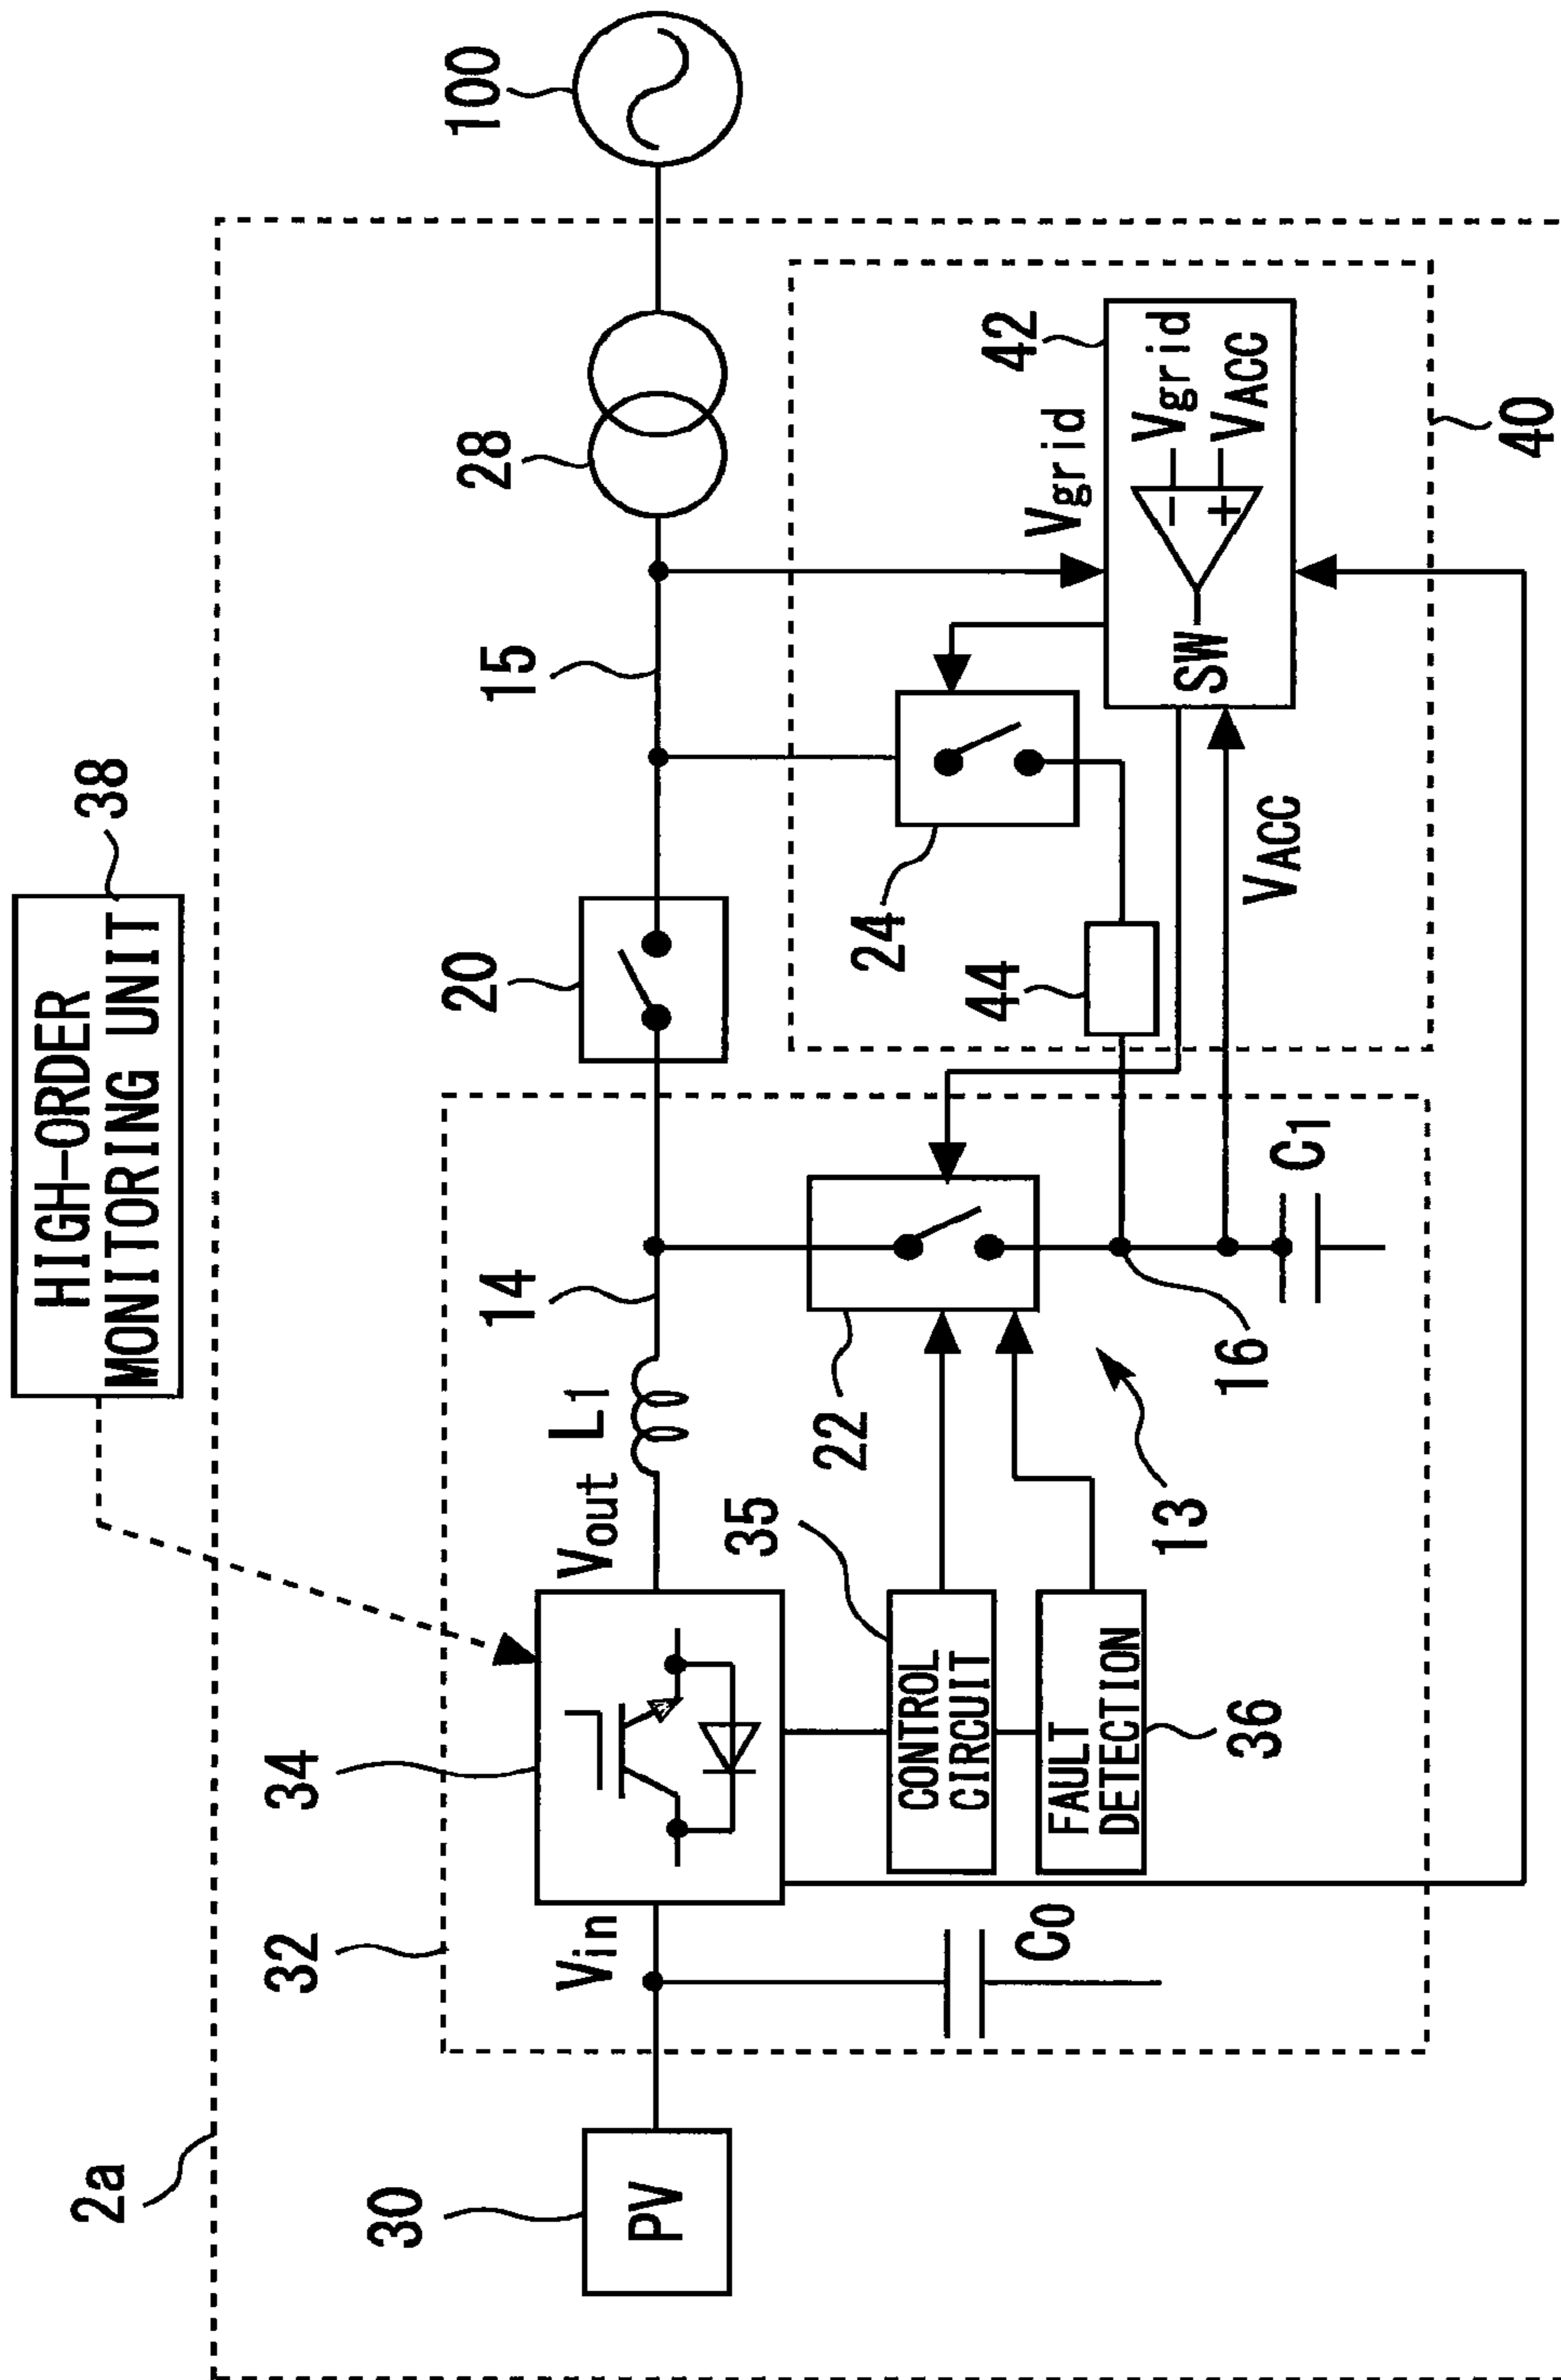 HIGH-ORDER
MONITORING UNIT
38
2a
30
PV
32
34
Vin
Vout
L1
14
20
15
28
100
C0
CONTROL
CIRCUIT
35
FAULT
DETECTION
36
22
13
16
C1
24
44
VACC
Vgrid
42
SW
−
+
Vgrid
VACC
40